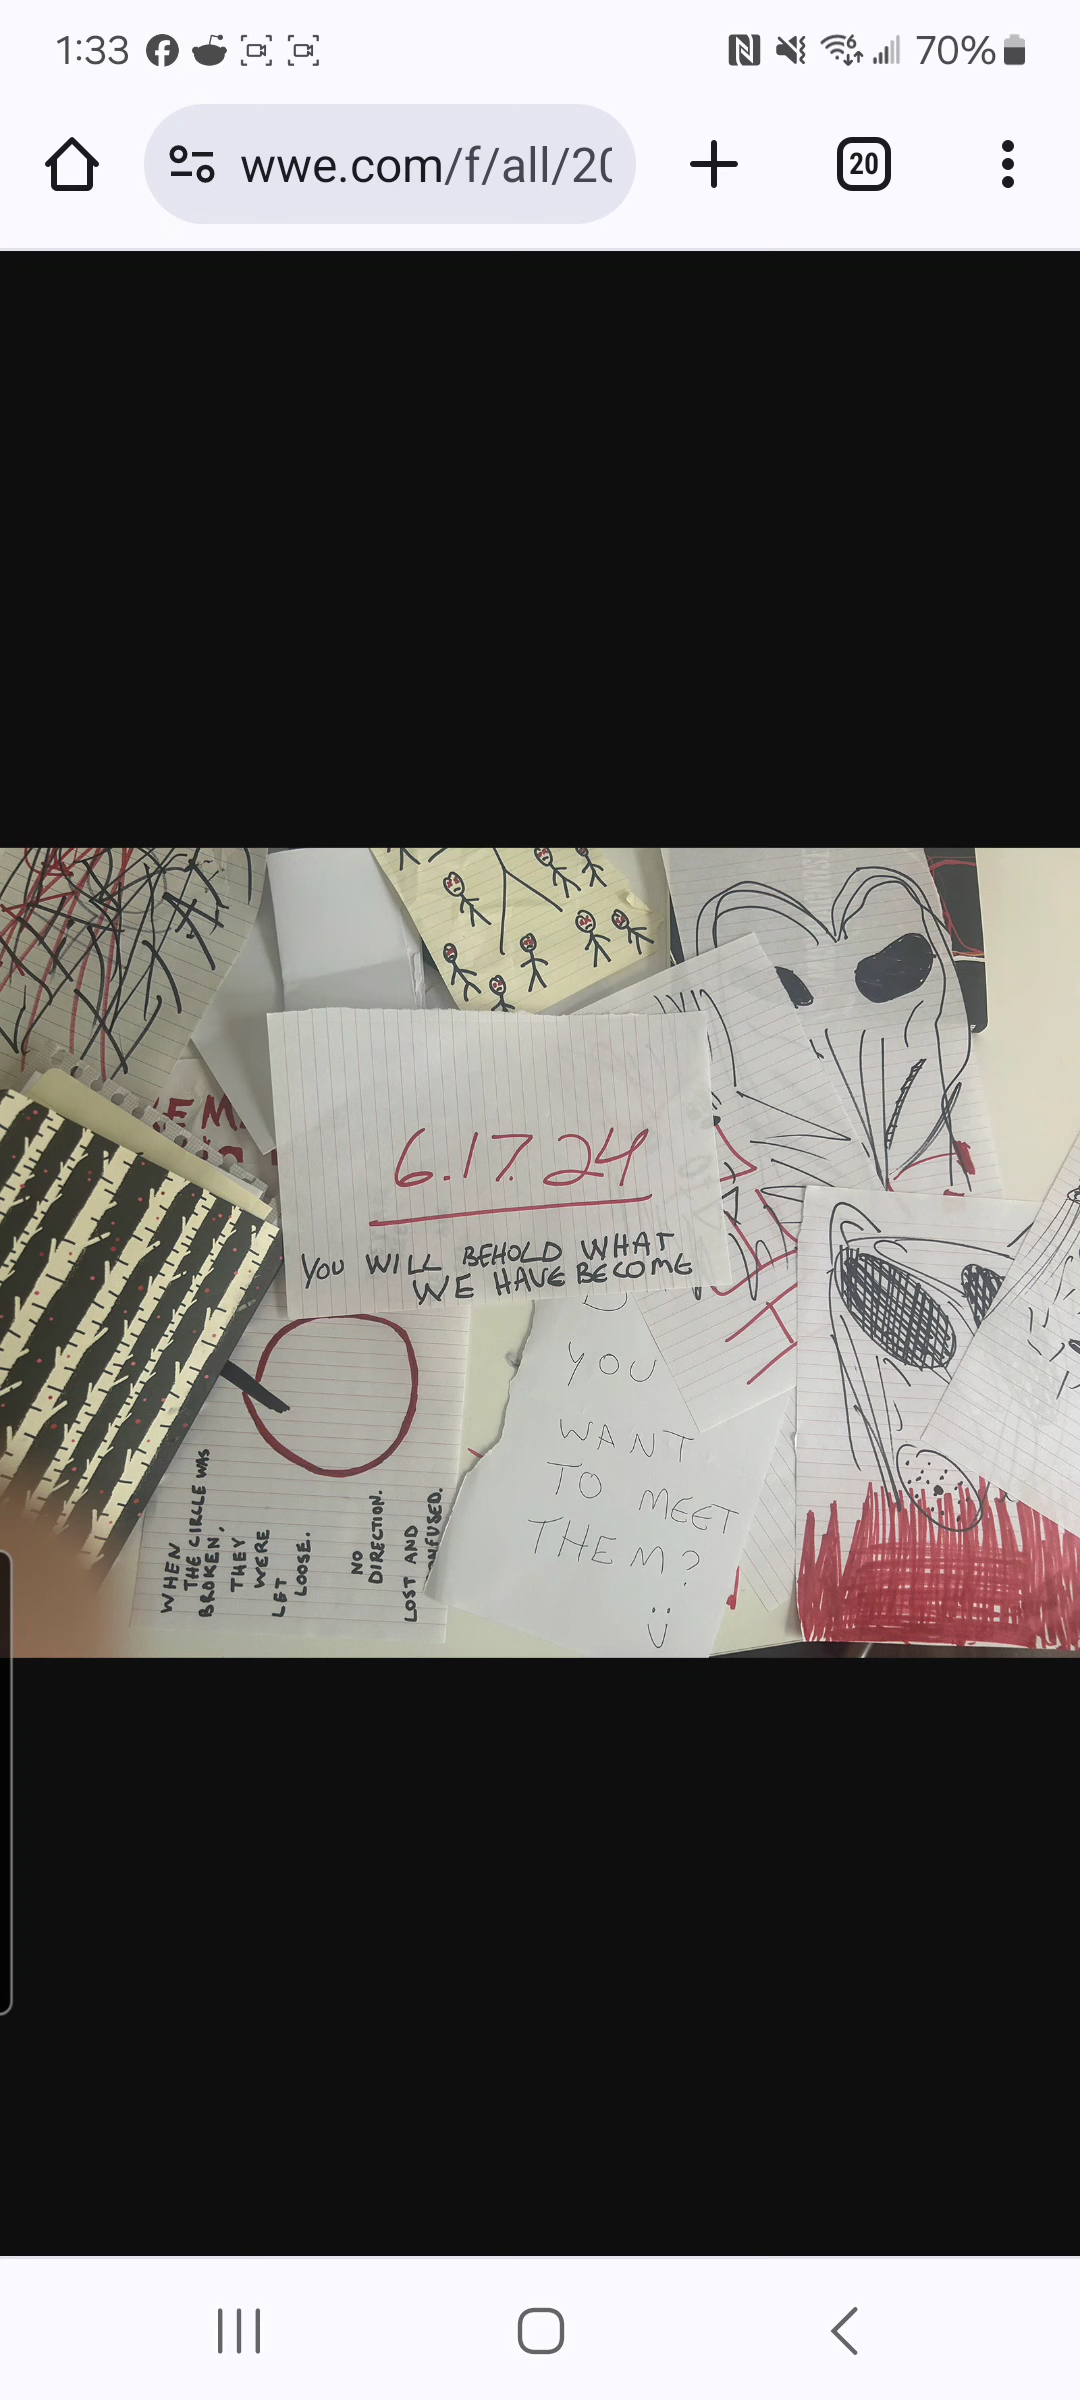 1:33
70%
wwe.com/f/all/20
20
6.17.24
YOU WILL BEHOLD WHAT
WE HAVE BECOME
WHEN
THE CIRCLE WAS
BROKEN,
THEY
WERE
LET
LOOSE.
NO
DIRECTION.
LOST AND
YOU
WANT
TO MEET
THEM?
:)